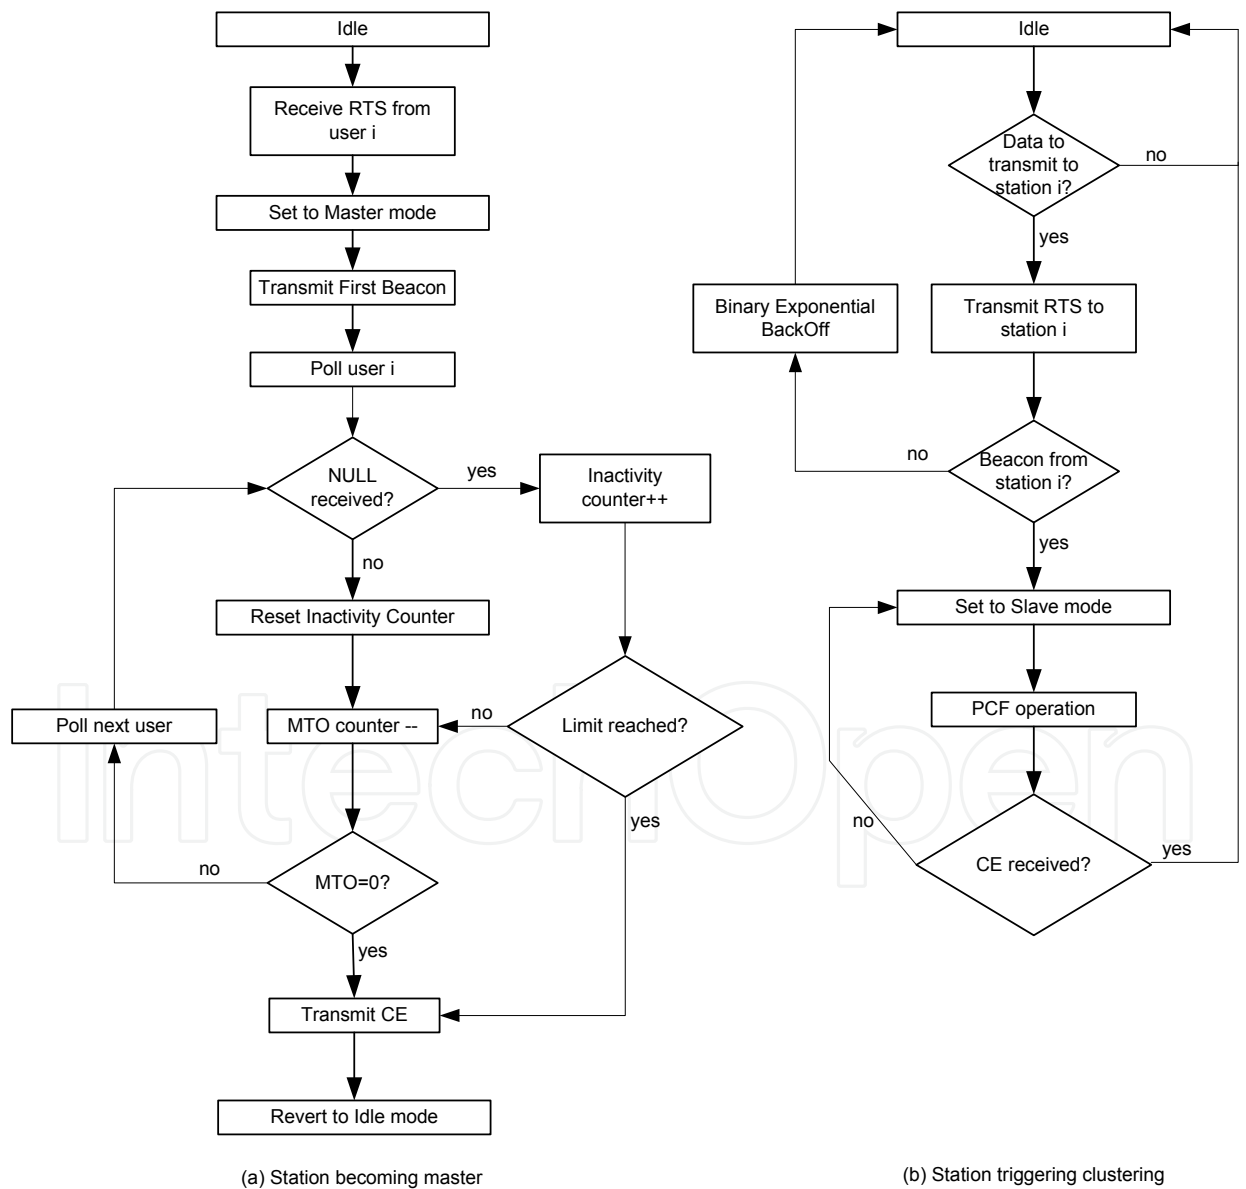 Idle
Receive RTS from
user i
Set to Master mode
Transmit First Beacon
Poll user i
NULL
received?
yes
Inactivity
counter++
no
Reset Inactivity Counter
Poll next user
MTO counter --
no
Limit reached?
yes
no
MTO=0?
yes
Transmit CE
Revert to Idle mode
(a) Station becoming master
Idle
Data to
transmit to
station i?
no
yes
Binary Exponential
BackOff
Transmit RTS to
station i
no
Beacon from
station i?
yes
Set to Slave mode
PCF operation
no
CE received?
yes
(b) Station triggering clustering
IntechOpen